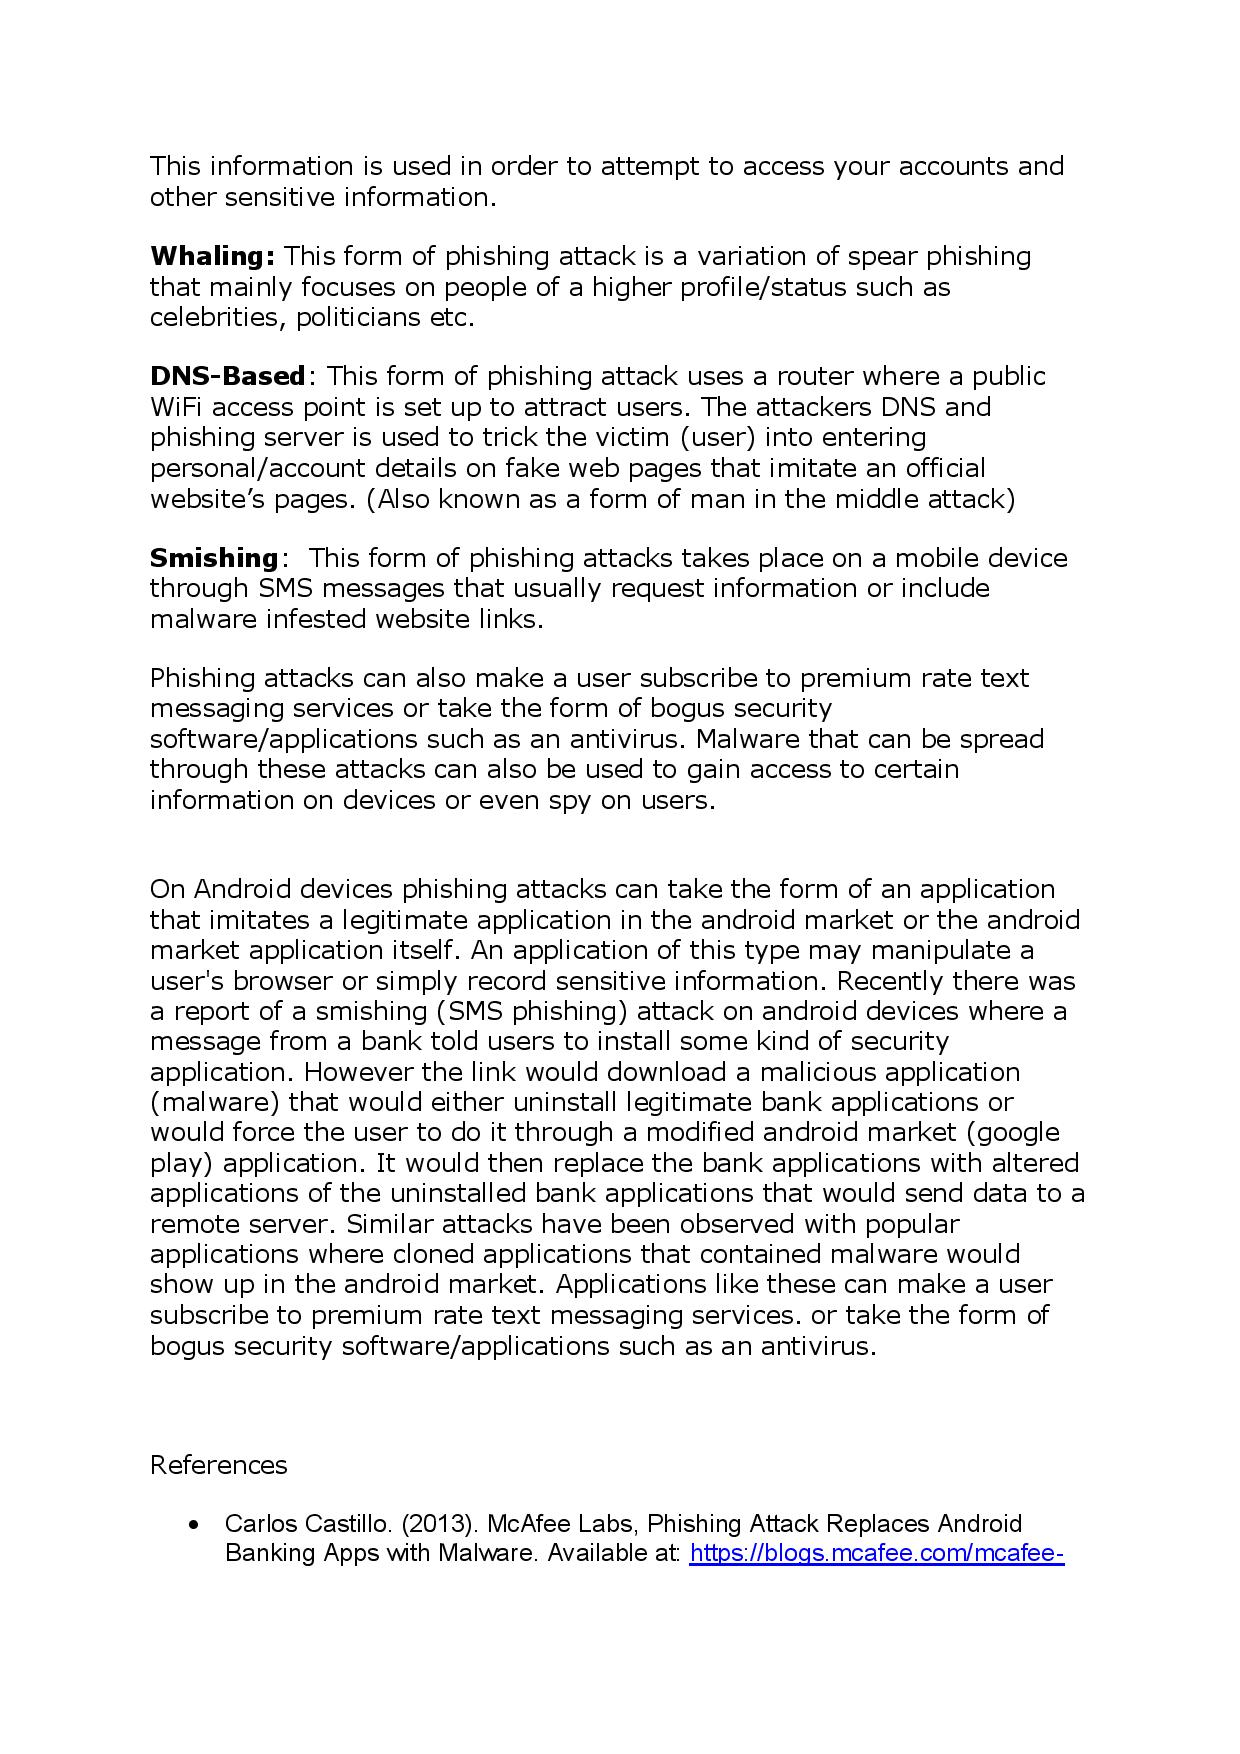 This information is used in order to attempt to access your accounts and
other sensitive information.
Whaling: This form of phishing attack is a variation of spear phishing
that mainly focuses on people of a higher profile/status such as
celebrities, politicians etc.
DNS-Based: This form of phishing attack uses a router where a public
WiFi access point is set up to attract users. The attackers DNS and
phishing server is used to trick the victim (user) into entering
personal/account details on fake web pages that imitate an official
website’s pages. (Also known as a form of man in the middle attack)
Smishing:  This form of phishing attacks takes place on a mobile device
through SMS messages that usually request information or include
malware infested website links.
Phishing attacks can also make a user subscribe to premium rate text
messaging services or take the form of bogus security
software/applications such as an antivirus. Malware that can be spread
through these attacks can also be used to gain access to certain
information on devices or even spy on users.
On Android devices phishing attacks can take the form of an application
that imitates a legitimate application in the android market or the android
market application itself. An application of this type may manipulate a
user's browser or simply record sensitive information. Recently there was
a report of a smishing (SMS phishing) attack on android devices where a
message from a bank told users to install some kind of security
application. However the link would download a malicious application
(malware) that would either uninstall legitimate bank applications or
would force the user to do it through a modified android market (google
play) application. It would then replace the bank applications with altered
applications of the uninstalled bank applications that would send data to a
remote server. Similar attacks have been observed with popular
applications where cloned applications that contained malware would
show up in the android market. Applications like these can make a user
subscribe to premium rate text messaging services. or take the form of
bogus security software/applications such as an antivirus.
References
• Carlos Castillo. (2013). McAfee Labs, Phishing Attack Replaces Android
Banking Apps with Malware. Available at: https://blogs.mcafee.com/mcafee-